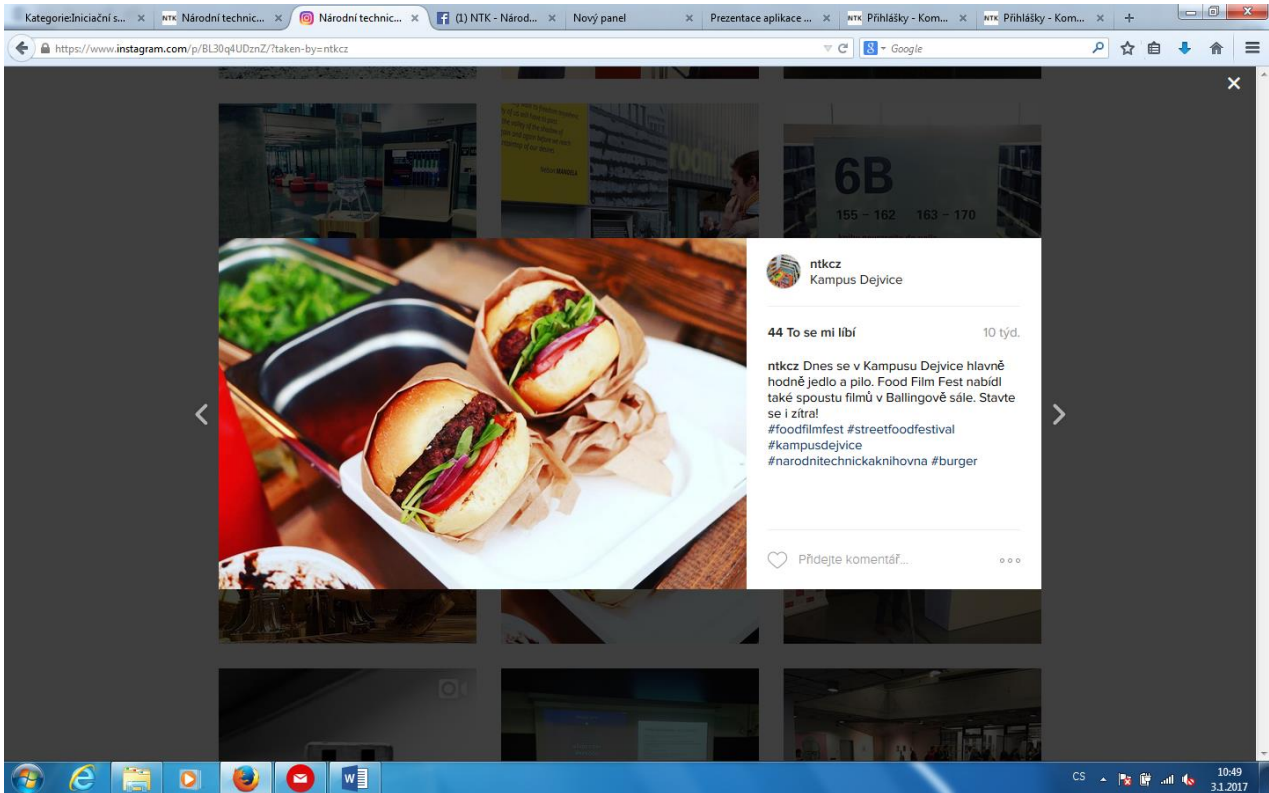 Kategorie:Iniciační s...
NTK Národní technic...
Národní technic...
(1) NTK - Národ...
Nový panel
Prezentace aplikace ...
NTK Přihlášky - Kom...
NTK Přihlášky - Kom...
https://www.instagram.com/p/BL30q4UDznZ/?taken-by=ntkcz
Google
6B
155 – 162 163 – 170
ntkcz
Kampus Dejvice
44 To se mi líbí 10 týd.
ntkcz Dnes se v Kampusu Dejvice hlavně
hodně jedlo a pilo. Food Film Fest nabídl
také spoustu filmů v Ballingově sále. Stavte
se i zítra!
#foodfilmfest #streetfoodfestival
#kampusdejvice
#narodnitechnickaknihovna #burger
Přidejte komentář...
CS
10:49
3.1.2017